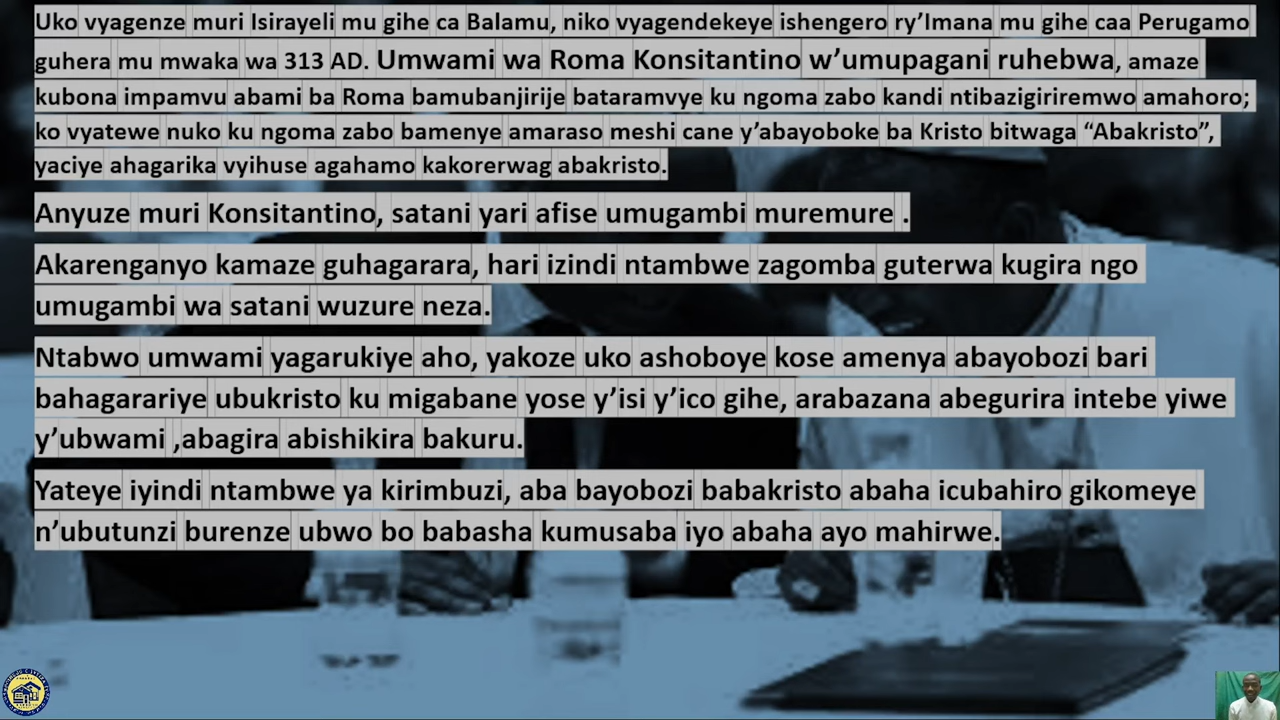 Uko vyagenze muri Isirayeli mu gihe ca Balamu, niko vyagendekeye ishengero ry’Imana mu gihe caa Perugamo
guhera mu mwaka wa 313 AD. Umwami wa Roma Konsitantino w’umupagani ruhebwa, amaze
kubona impamvu abami ba Roma bamubanjirije bataramvye ku ngoma zabo kandi ntibazigiriremwo amahoro;
ko vyatewe nuko ku ngoma zabo bamenye amaraso meshi cane y’abayoboke ba Kristo bitwaga “Abakristo”,
yaciye ahagarika vyihuse agahamo kakorerwag abakristo.
Anyuze muri Konsitantino, satani yari afise umugambi muremure .
Akarenganyo kamaze guhagarara, hari izindi ntambwe zagomba guterwa kugira ngo
umugambi wa satani wuzure neza.
Ntabwo umwami yagarukiye aho, yakoze uko ashoboye kose amenya abayobozi bari
bahagarariye ubukristo ku migabane yose y’isi y’ico gihe, arabazana abegurira intebe yiwe
y’ubwami ,abagira abishikira bakuru.
Yateye iyindi ntambwe ya kirimbuzi, aba bayobozi babakristo abaha icubahiro gikomeye
n’ubutunzi burenze ubwo bo babasha kumusaba iyo abaha ayo mahirwe.